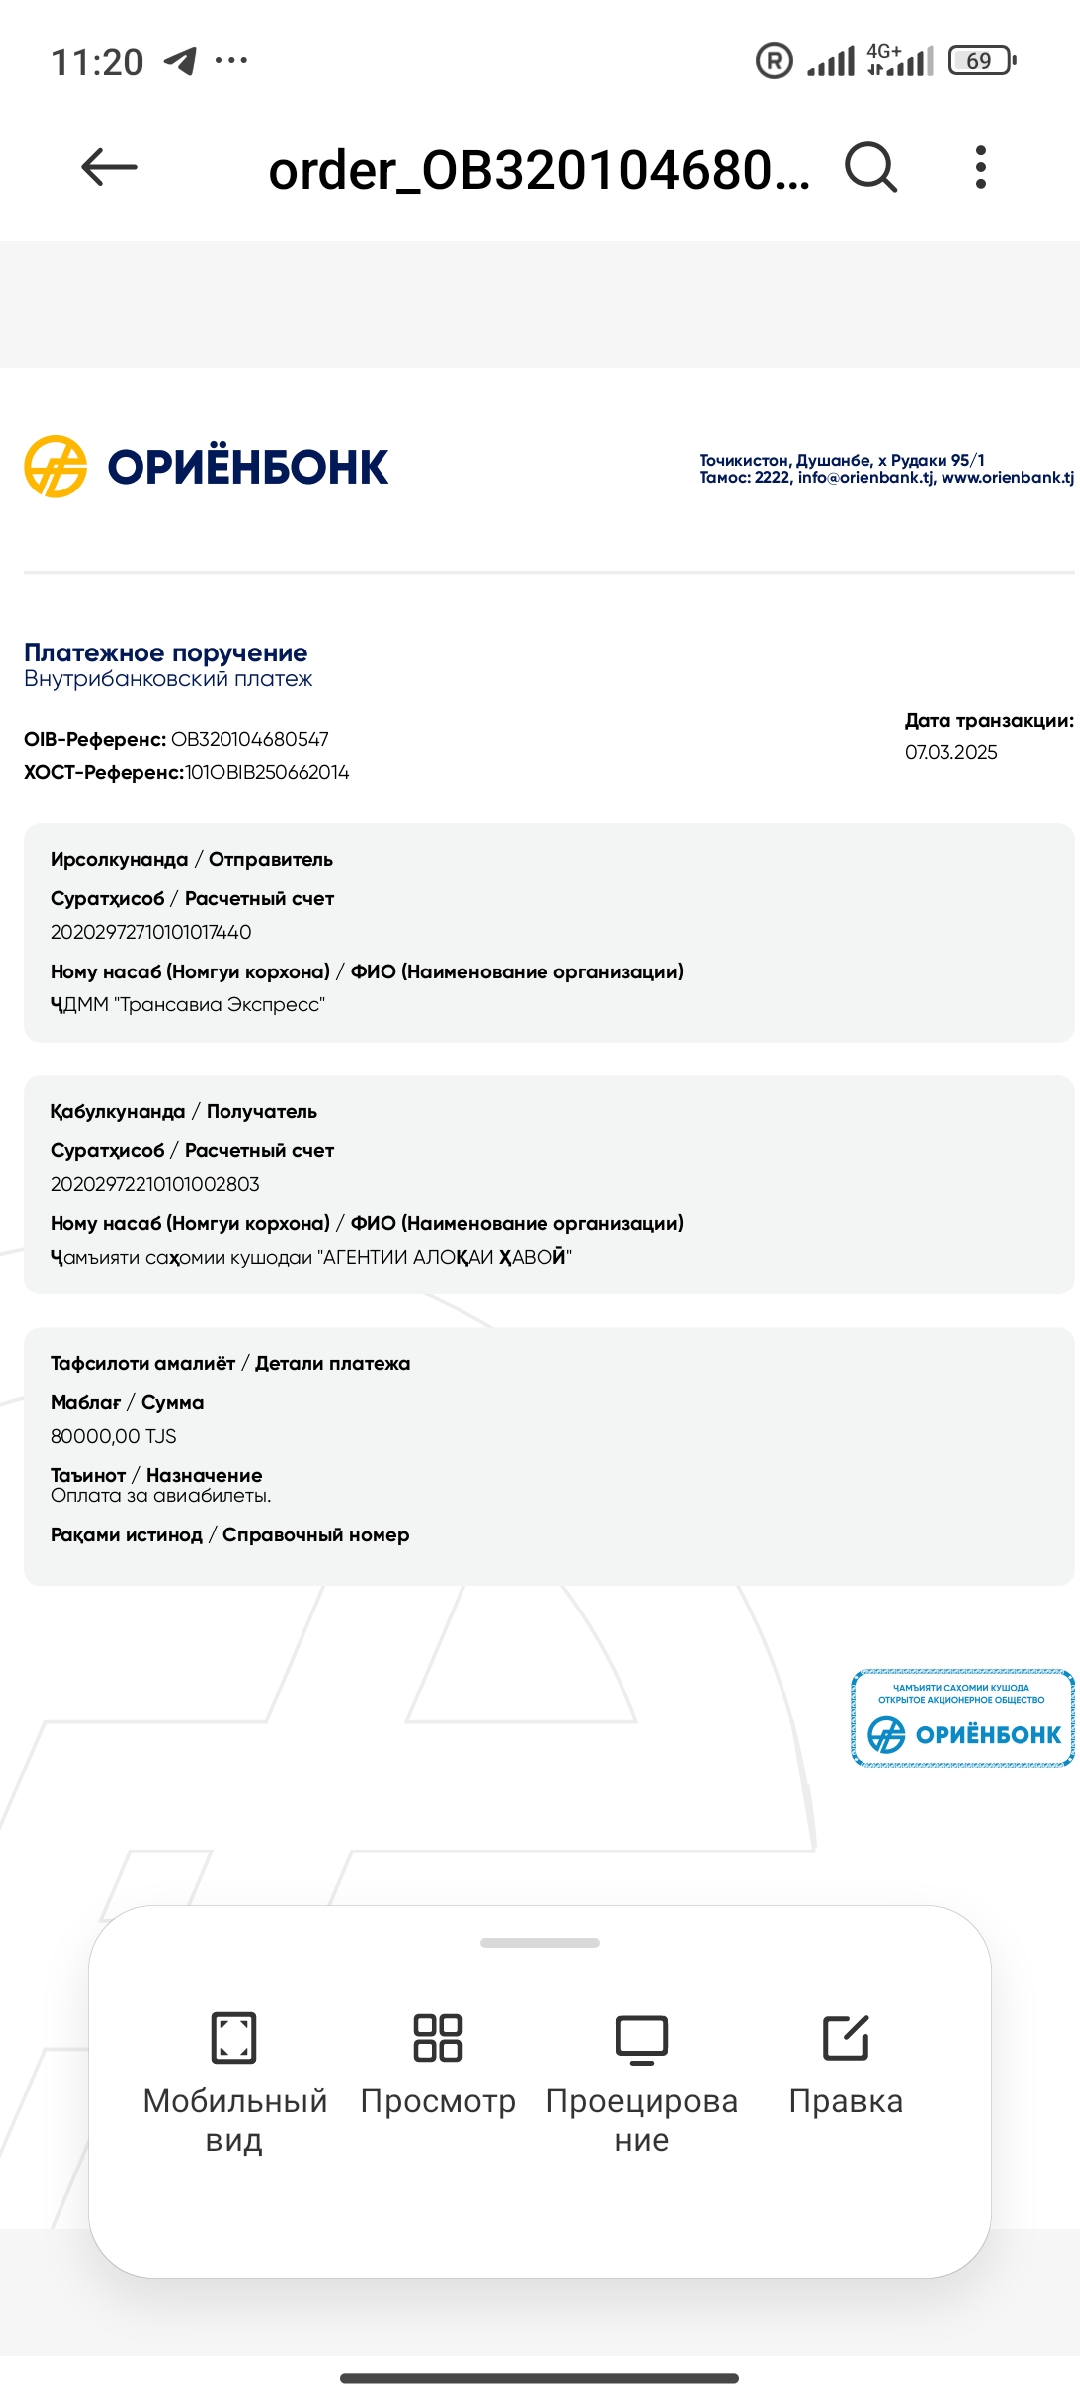 11:20
4G+
69
order_OB320104680...
ОРИЁНБОНК
Точикистон, Душанбе, х Рудаки 95/1
Тамос: 2222, info@orienbank.tj, www.orienbank.tj
Платежное поручение
Внутрибанковский платеж
OIB-Референс: OB320104680547
ХОСТ-Референс:101OBIB250662014
Дата транзакции:
07.03.2025
Ирсолкунанда / Отправитель
Суратҳисоб / Расчетный счет
20202972710101017440
Ному насаб (Номгуи корхона) / ФИО (Наименование организации)
ҶДММ "Трансавиа Экспресс"
Қабулкунанда / Получатель
Суратҳисоб / Расчетный счет
20202972210101002803
Ному насаб (Номгуи корхона) / ФИО (Наименование организации)
Ҷамъияти саҳомии кушодаи "АГЕНТИИ АЛОҚАИ ҲАВОӢ"
Тафсилоти амалиёт / Детали платежа
Маблағ / Сумма
80000,00 TJS
Таъинот / Назначение
Оплата за авиабилеты.
Рақами истинод / Справочный номер
ҶАМЪИЯТИ САҲОМИИ КУШОДА
ОТКРЫТОЕ АКЦИОНЕРНОЕ ОБЩЕСТВО
ОРИЁНБОНК
Мобильный вид
Просмотр
Проецирование
Правка